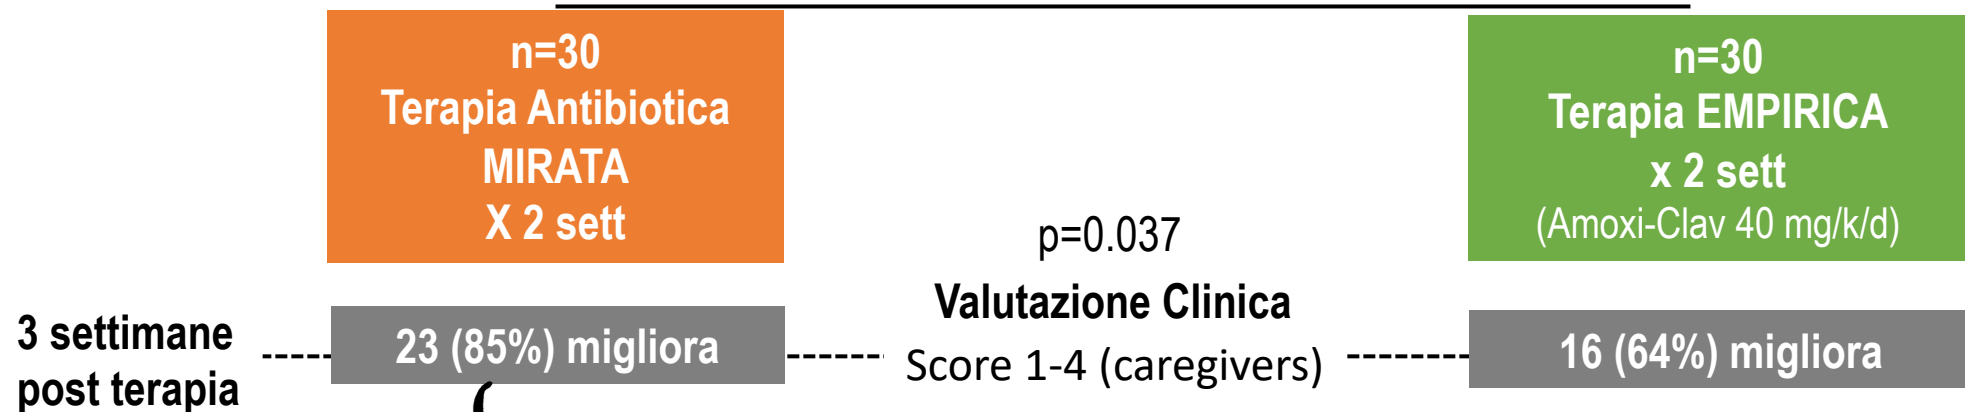 n=30
Terapia Antibiotica
MIRATA
X 2 sett
n=30
Terapia EMPIRICA
x 2 sett
(Amoxi-Clav 40 mg/k/d)
p=0.037
Valutazione Clinica
Score 1-4 (caregivers)
3 settimane
post terapia
23 (85%) migliora
16 (64%) migliora